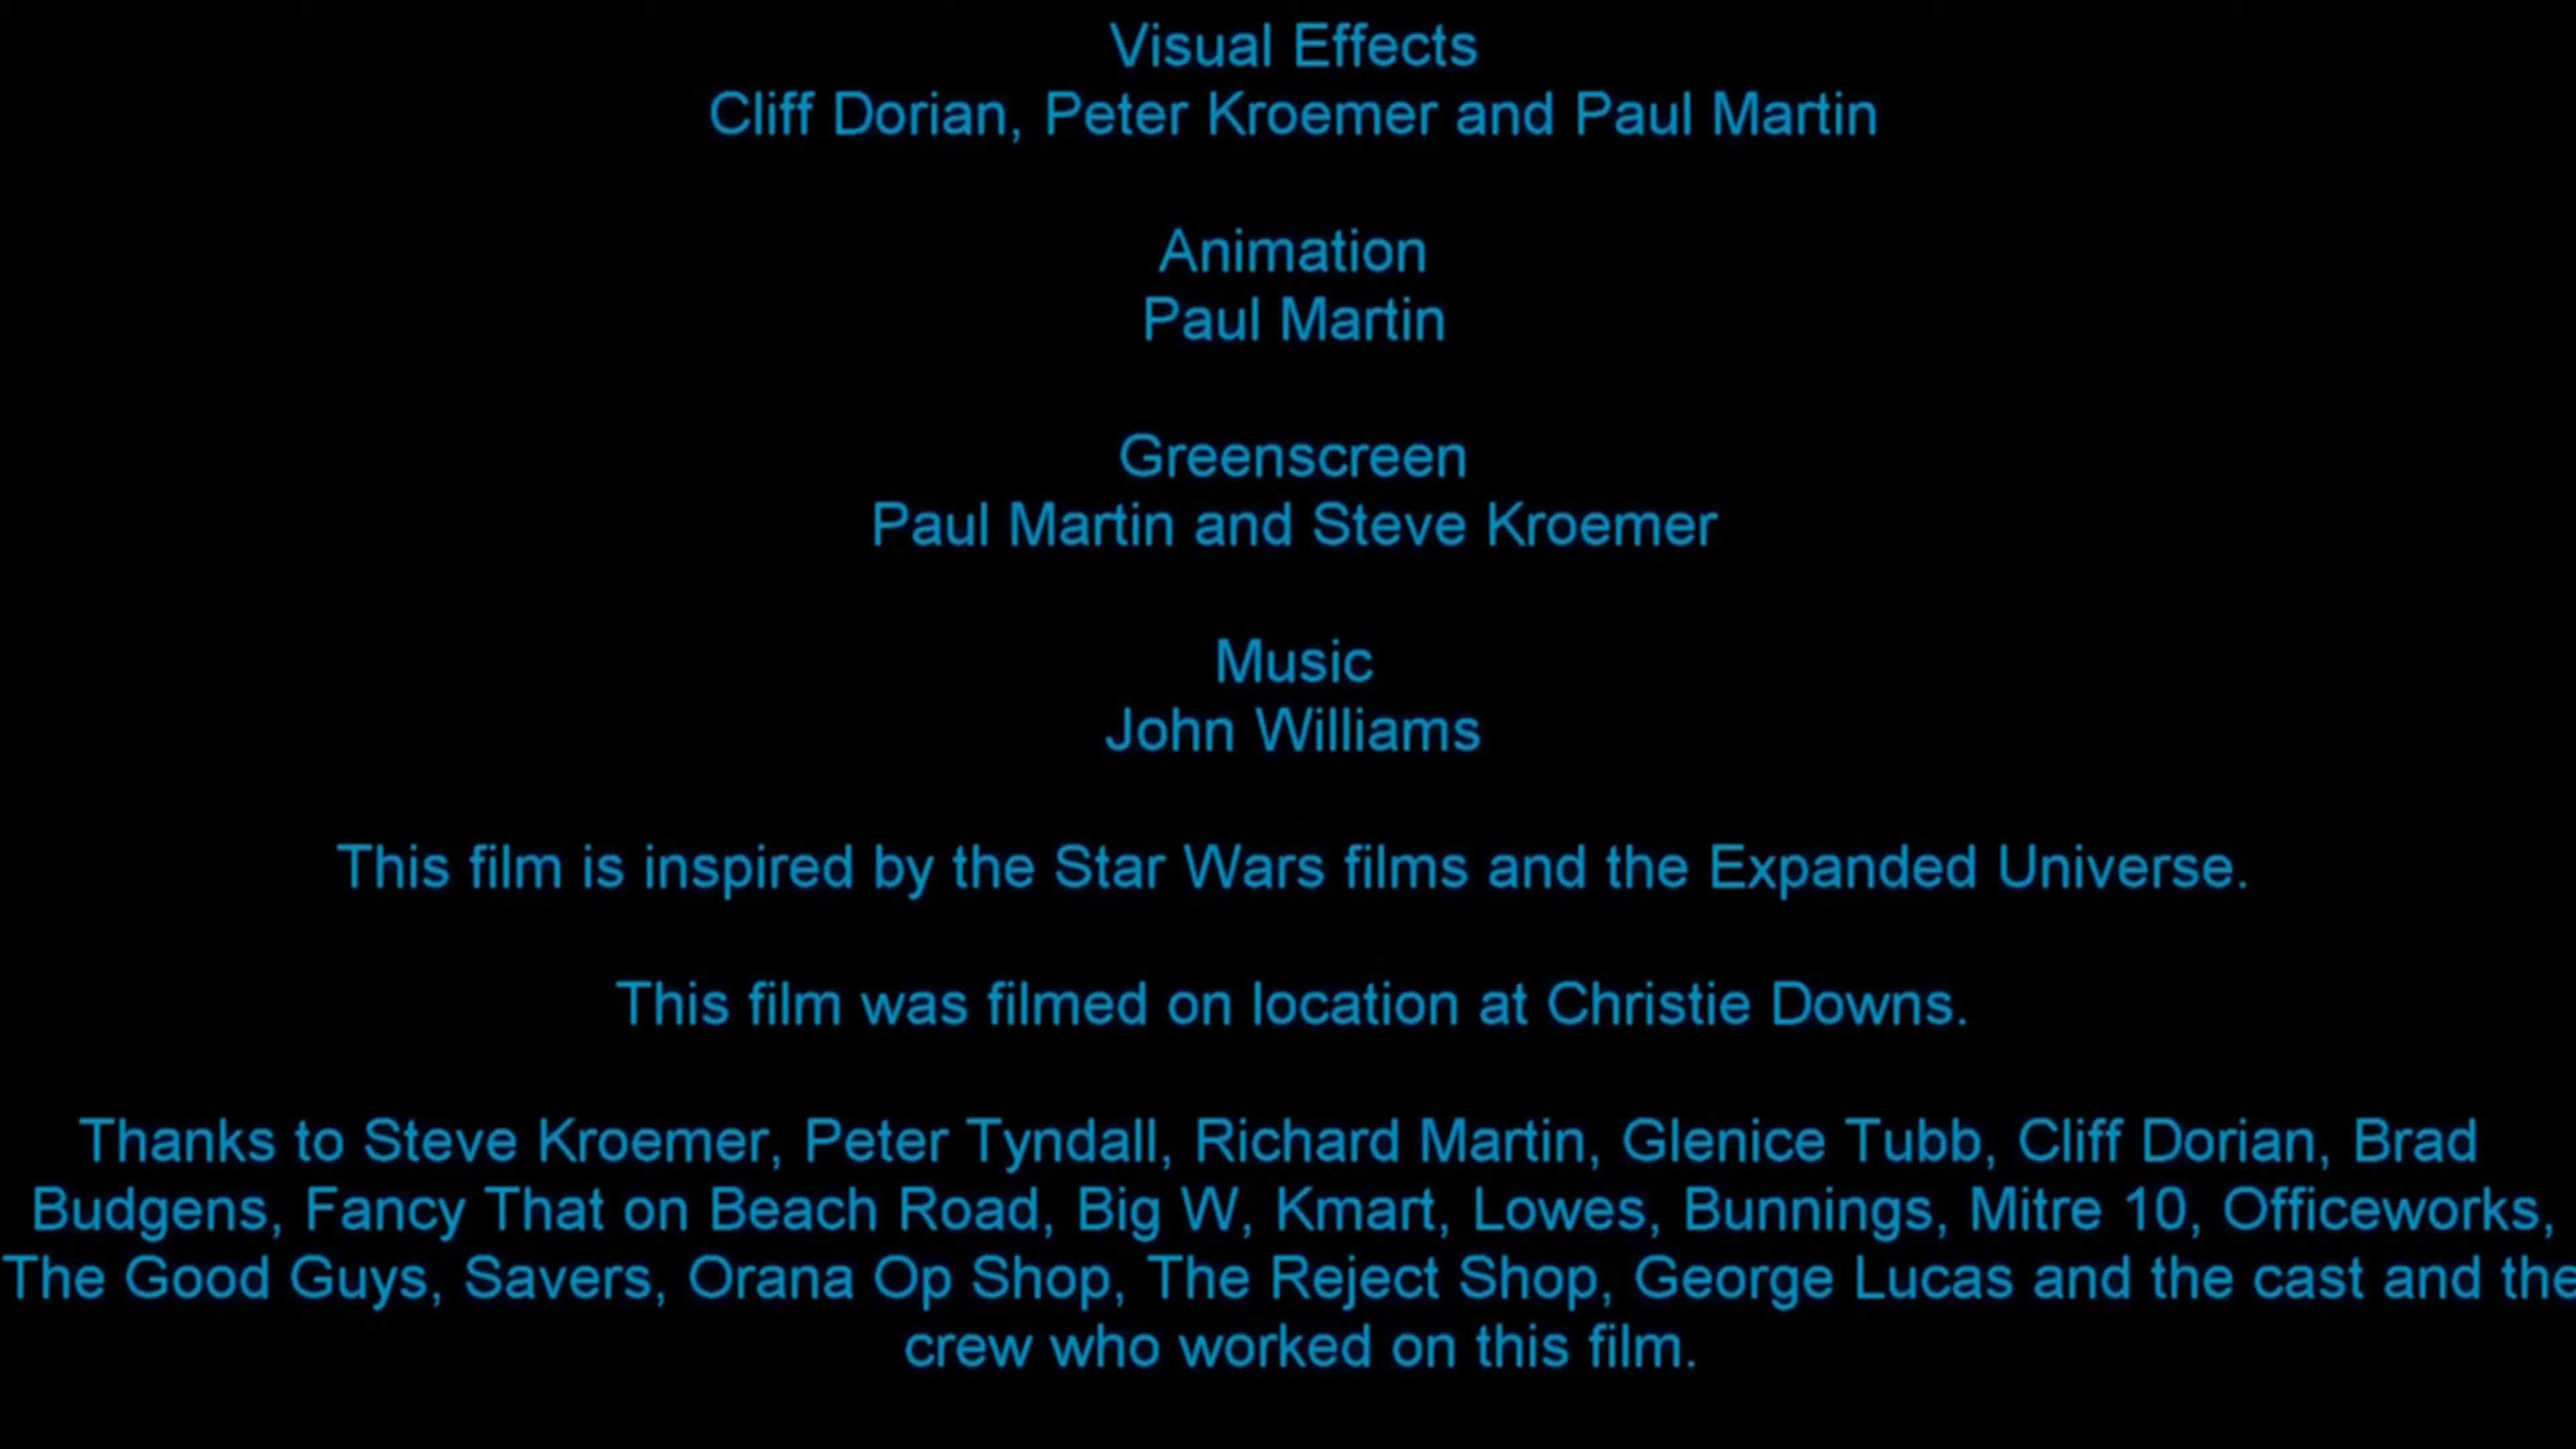 Visual Effects
Cliff Dorian, Peter Kroemer and Paul Martin
Animation
Paul Martin
Greenscreen
Paul Martin and Steve Kroemer
Music
John Williams
This film is inspired by the Star Wars films and the Expanded Universe.
This film was filmed on location at Christie Downs.
Thanks to Steve Kroemer, Peter Tyndall, Richard Martin, Glenice Tubb, Cliff Dorian, Brad
Budgens, Fancy That on Beach Road, Big W, Kmart, Lowes, Bunnings, Mitre 10, Officeworks,
The Good Guys, Savers, Orana Op Shop, The Reject Shop, George Lucas and the cast and the
crew who worked on this film.